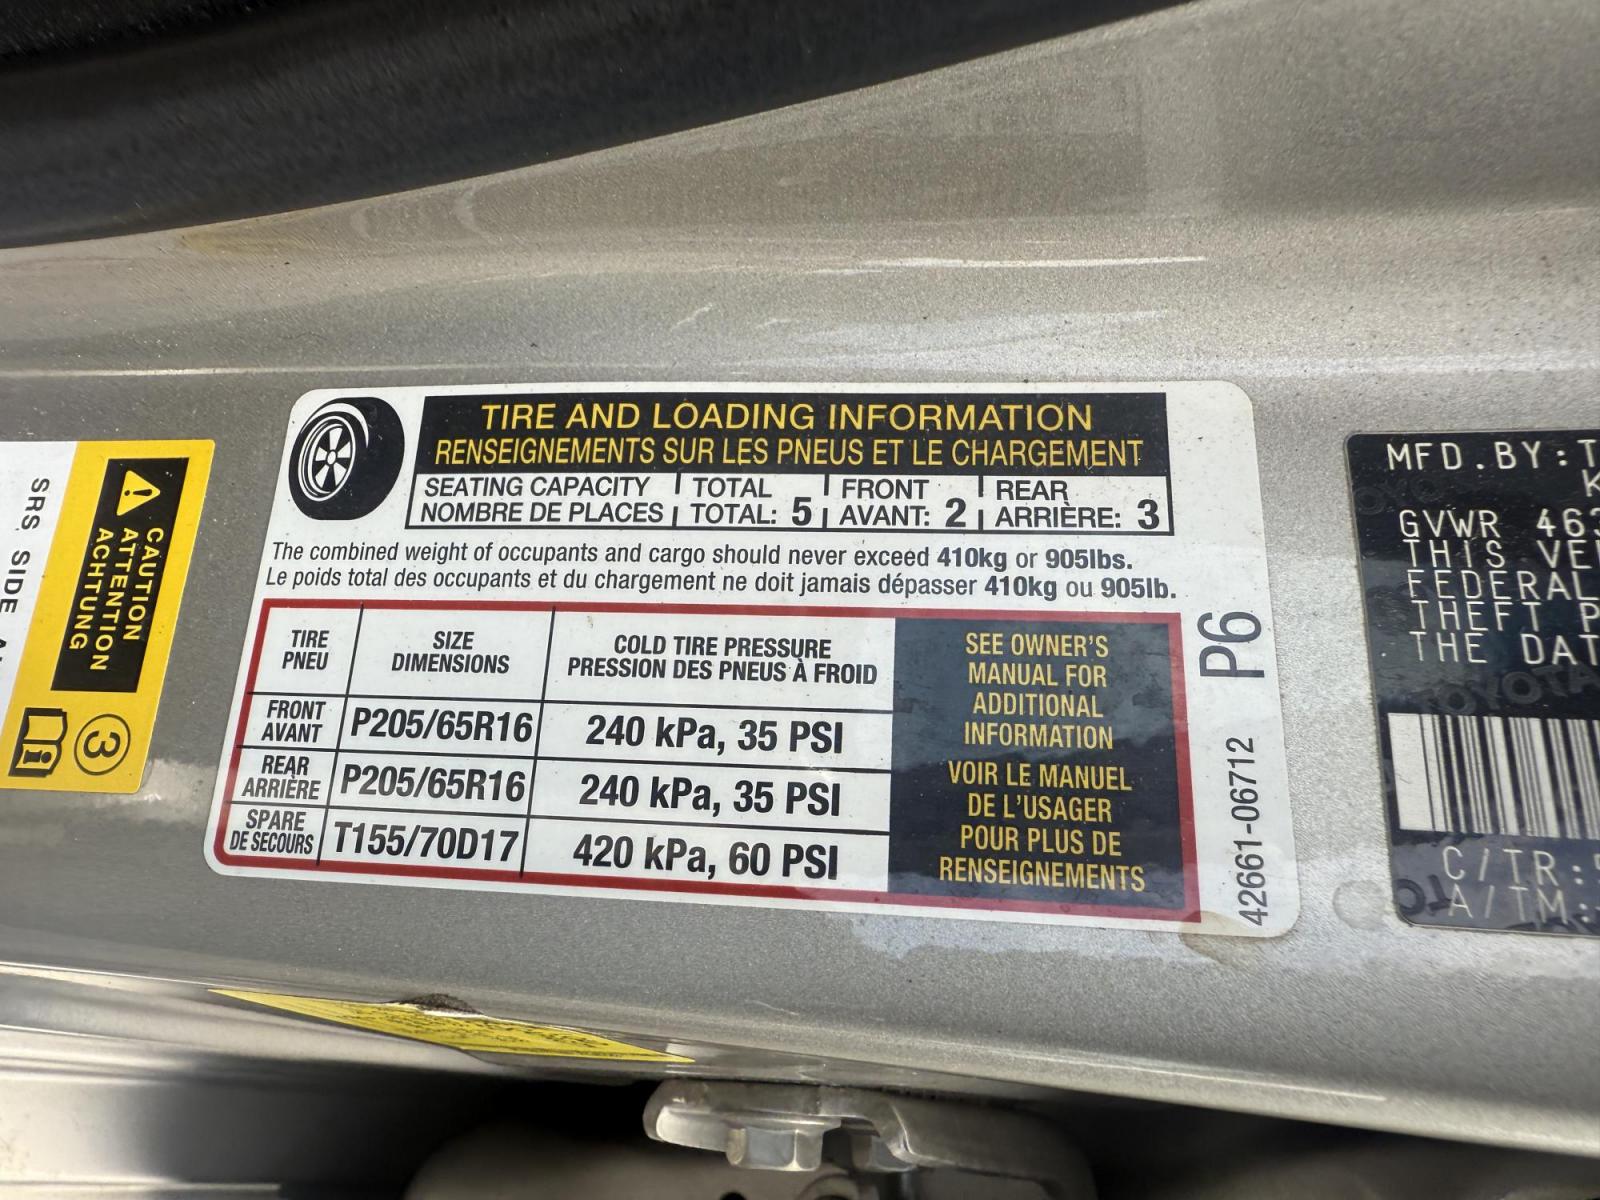 TIRE AND LOADING INFORMATION
RENSEIGNEMENTS SUR LES PNEUS ET LE CHARGEMENT
SEATING CAPACITY TOTAL FRONT REAR
NOMBRE DE PLACES TOTAL: 5 AVANT: 2 ARRIÈRE: 3
The combined weight of occupants and cargo should never exceed 410kg or 905lbs.
Le poids total des occupants et du chargement ne doit jamais dépasser 410kg ou 905lb.
TIRE SIZE COLD TIRE PRESSURE
PNEU DIMENSIONS PRESSION DES PNEUS À FROID
FRONT
AVANT P205/65R16 240 kPa, 35 PSI
REAR
ARRIÈRE P205/65R16 240 kPa, 35 PSI
SPARE
DE SECOURS T155/70D17 420 kPa, 60 PSI
SEE OWNER'S
MANUAL FOR
ADDITIONAL
INFORMATION
VOIR LE MANUEL
DE L'USAGER
POUR PLUS DE
RENSEIGNEMENTS
P6
42661-06712
CAUTION
ATTENTION
ACHTUNG
3
SRS SIDE
MFD.BY:T
K
GVWR 463
THIS VE
FEDERAL
THEFT P
THE DAT
TOYOTA
C/TR:
A/TM: